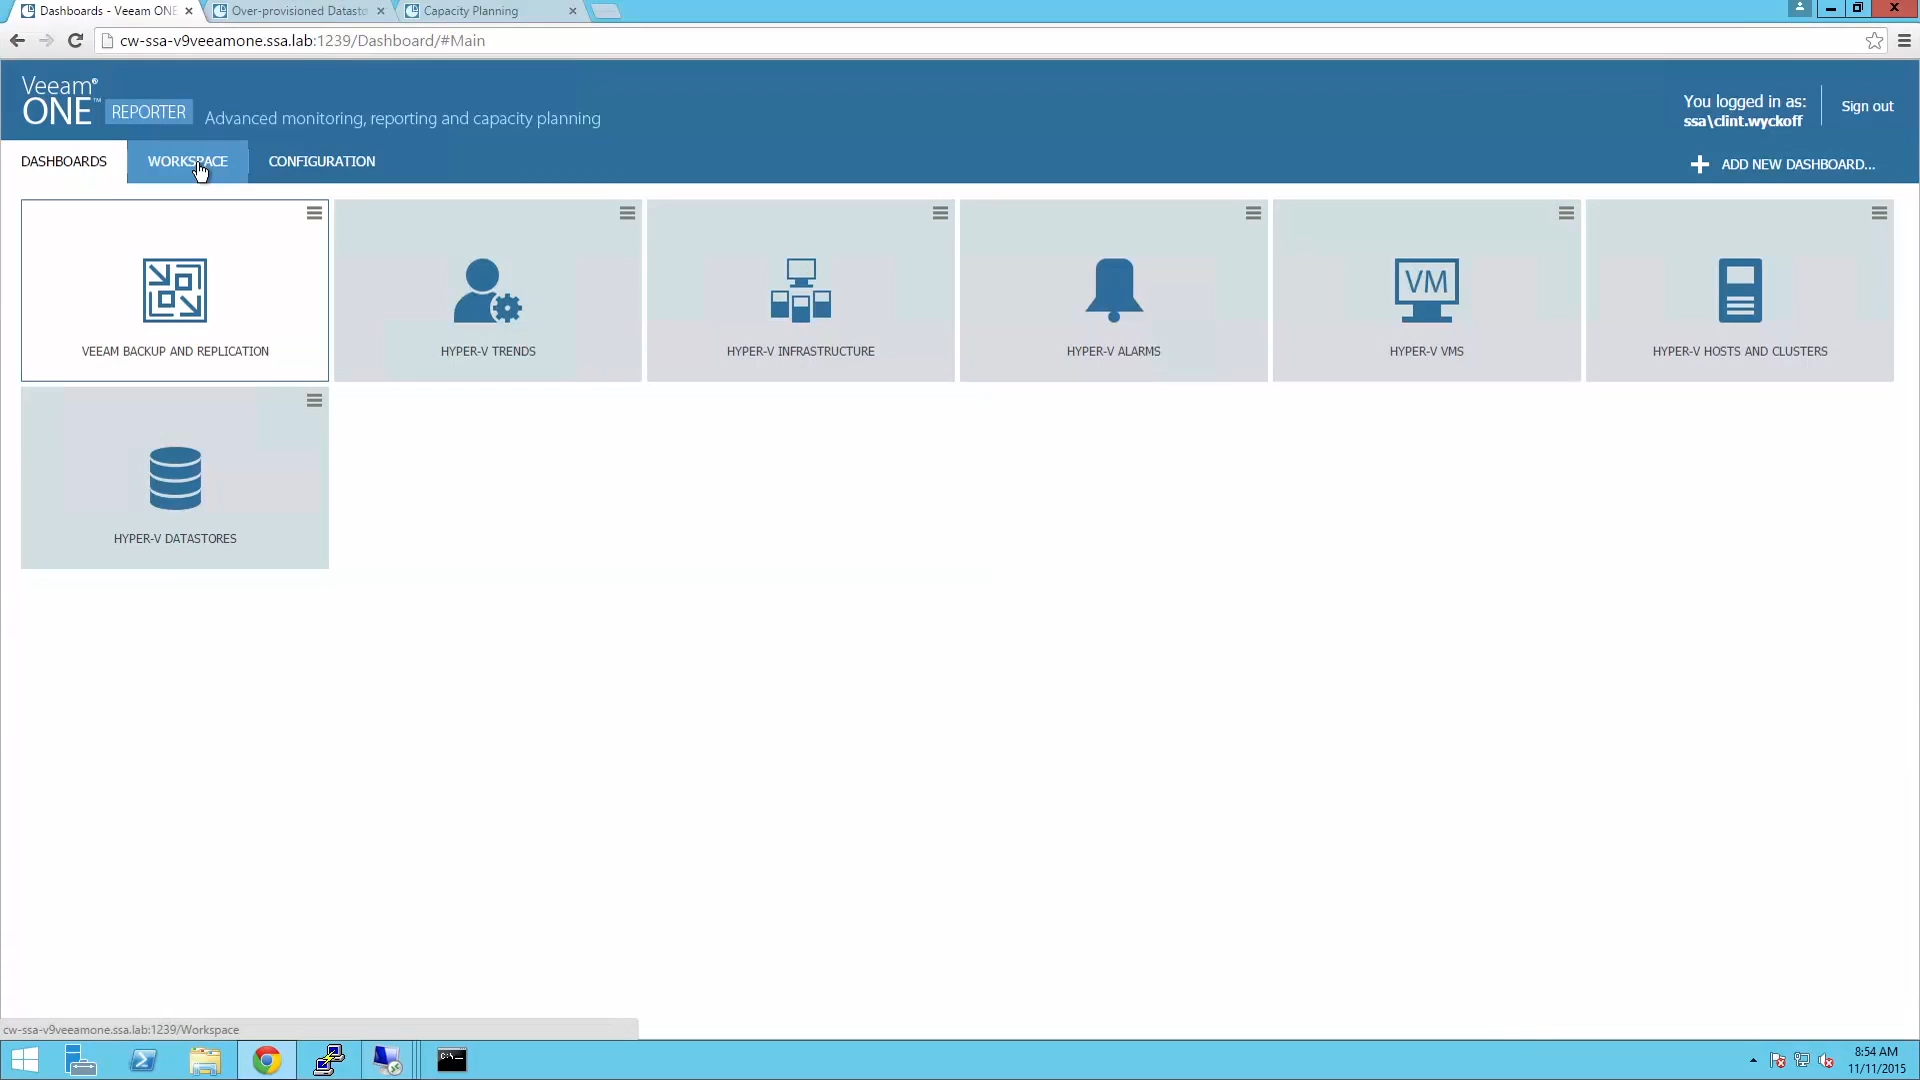 Dashboards - Veeam ONE
Over-provisioned Datasto
Capacity Planning
cw-ssa-v9veeamone.ssa.lab:1239/Dashboard/#Main
Veeam®
ONE™ REPORTER Advanced monitoring, reporting and capacity planning
You logged in as:
ssa\clint.wyckoff
Sign out
DASHBOARDS WORKSPACE CONFIGURATION
ADD NEW DASHBOARD...
VEEAM BACKUP AND REPLICATION
HYPER-V TRENDS
HYPER-V INFRASTRUCTURE
HYPER-V ALARMS
VM
HYPER-V VMS
HYPER-V HOSTS AND CLUSTERS
HYPER-V DATASTORES
cw-ssa-v9veeamone.ssa.lab:1239/Workspace
C:\.
8:54 AM
11/11/2015